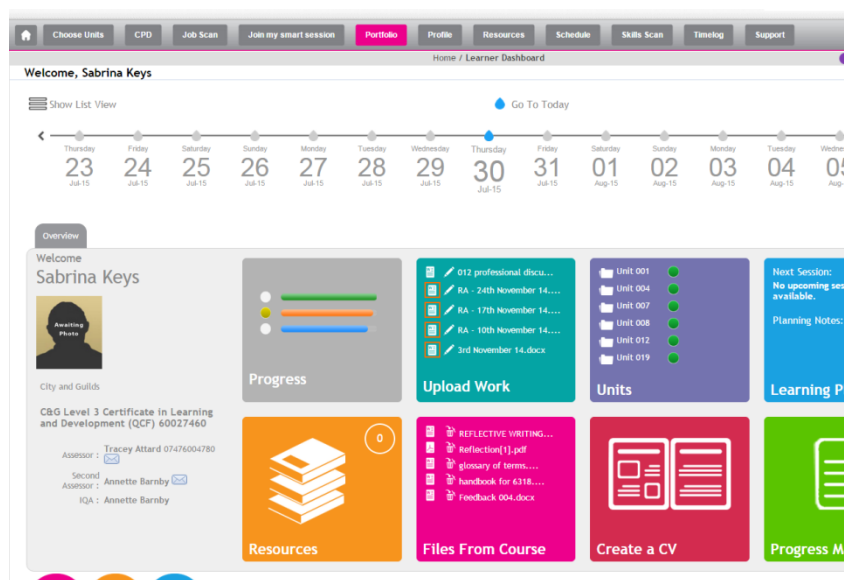 Choose Units
CPD
Job Scan
Join my smart session
Portfolio
Profile
Resources
Schedule
Skills Scan
Timelog
Support
Home / Learner Dashboard
Welcome, Sabrina Keys
Show List View
Go To Today
Thursday
23
Jul-15
Friday
24
Jul-15
Saturday
25
Jul-15
Sunday
26
Jul-15
Monday
27
Jul-15
Tuesday
28
Jul-15
Wednesday
29
Jul-15
Thursday
30
Jul-15
Friday
31
Jul-15
Saturday
01
Aug-15
Sunday
02
Aug-15
Monday
03
Aug-15
Tuesday
04
Aug-15
Overview
Welcome
Sabrina Keys
Awaiting
Photo
City and Guilds
C&G Level 3 Certificate in Learning
and Development (QCF) 60027460
Assessor : Tracey Attard 07476004780
Second
Assessor : Annette Barnby
IQA : Annette Barnby
Progress
012 professional discu...
RA - 24th November 14....
RA - 17th November 14....
RA - 10th November 14....
3rd November 14.docx
Upload Work
Unit 001
Unit 004
Unit 007
Unit 008
Unit 012
Unit 019
Units
Next Session:
No upcoming ses
available.
Planning Notes:
Learning P
0
Resources
REFLECTIVE WRITING...
Reflection[1].pdf
glossary of terms....
handbook for 6318....
Feedback 004.docx
Files From Course
Create a CV
Progress M